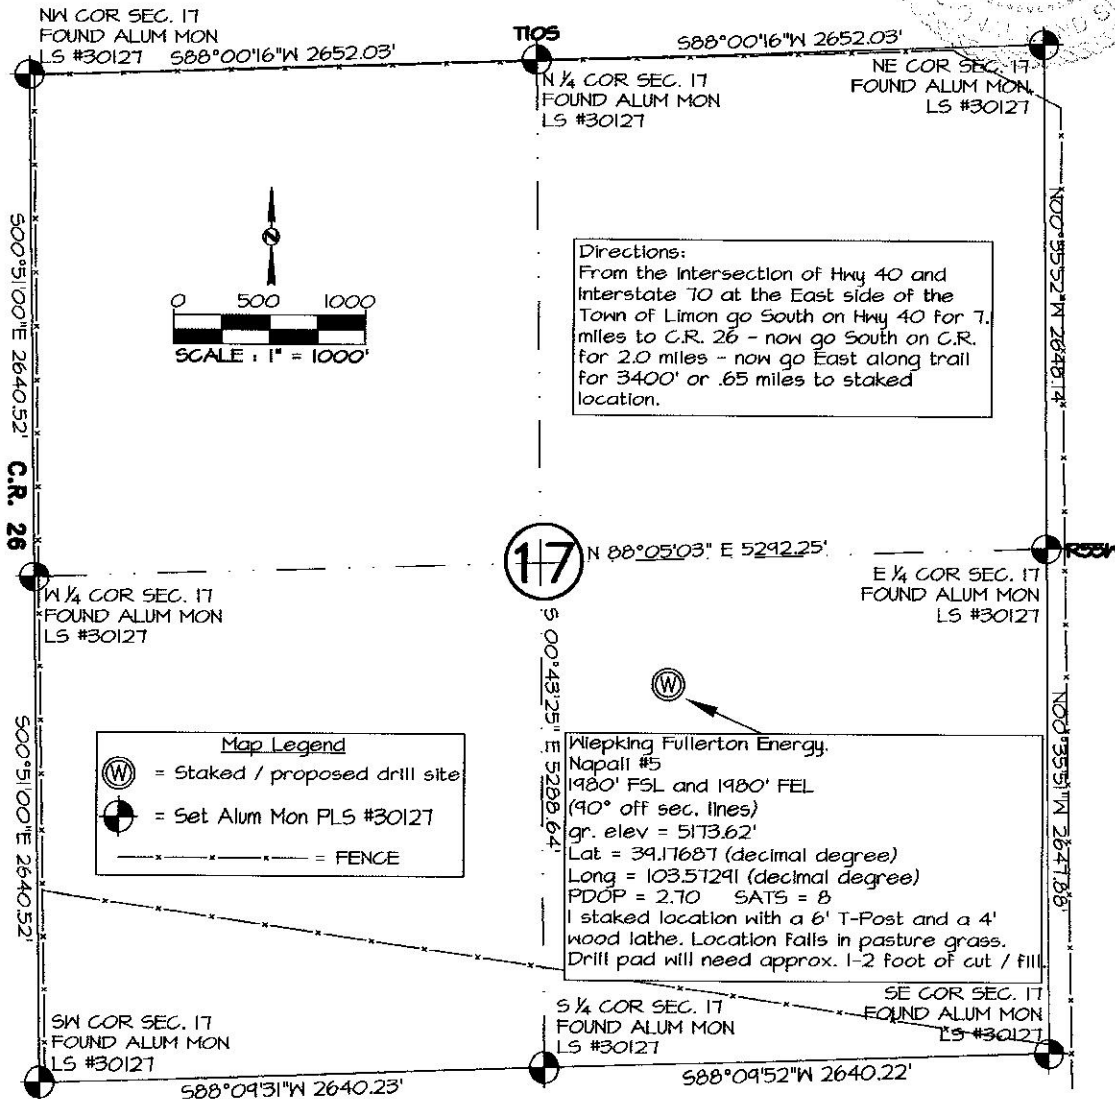 NW COR SEC. 17
FOUND ALUM MON
LS #30127
S88°00'16"W 2652.03'
T10S
S88°00'16"W 2652.03'
N 1/4 COR SEC. 17
FOUND ALUM MON
LS #30127
NE COR SEC. 17
FOUND ALUM MON
LS #30127
S00°51'00"E 2640.52'
C.R. 26
N
0 500 1000
SCALE : 1" = 1000'
Directions:
From the intersection of Hwy 40 and
Interstate 70 at the East side of the
Town of Limon go South on Hwy 40 for 7.
miles to C.R. 26 - now go South on C.R.
for 2.0 miles - now go East along trail
for 3400' or .65 miles to staked
location.
N00°35'52"W 2648.14
17
N 88°05'03" E 5292.25'
R55W
W 1/4 COR SEC. 17
FOUND ALUM MON
LS #30127
E 1/4 COR SEC. 17
FOUND ALUM MON
LS #30127
S 00°43'25" E 5288.64'
W
S00°51'00"E 2640.52'
Map Legend
W = Staked / proposed drill site
= Set Alum Mon PLS #30127
= FENCE
Wiepking Fullerton Energy.
Napali #5
1980' FSL and 1980' FEL
(90° off sec. lines)
gr. elev = 5173.62'
Lat = 39.17687 (decimal degree)
Long = 103.57291 (decimal degree)
PDOP = 2.70 SATS = 8
I staked location with a 6' T-Post and a 4'
wood lathe. Location falls in pasture grass.
Drill pad will need approx. 1-2 foot of cut / fill.
N00°35'51"W 2647.88'
SW COR SEC. 17
FOUND ALUM MON
LS #30127
S 1/4 COR SEC. 17
FOUND ALUM MON
LS #30127
SE COR SEC. 17
FOUND ALUM MON
LS #30127
S88°09'31"W 2640.23'
S88°09'52"W 2640.22'